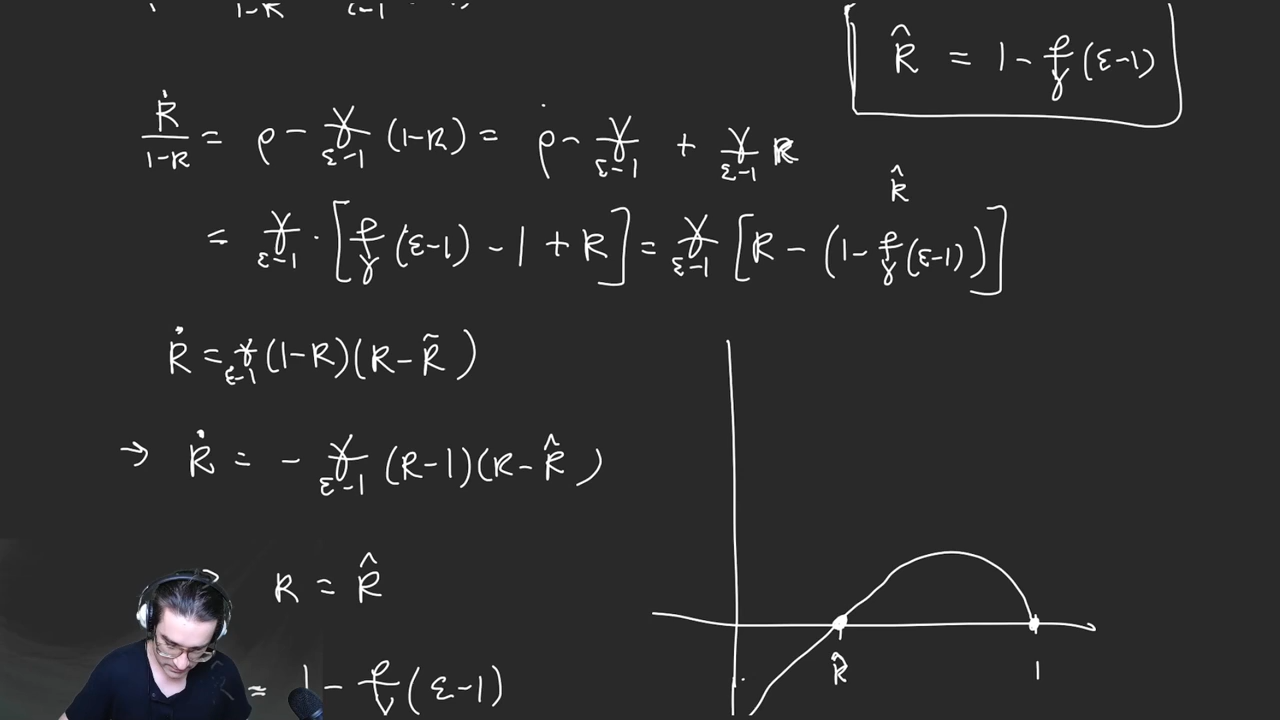 R̂ = 1 - ρ/γ (ε-1)
Ṙ/(1-R) = ρ - γ/(ε-1) (1-R) = ρ - γ/(ε-1) + γ/(ε-1) R
R̂
= γ/(ε-1) · [ρ/γ (ε-1) - 1 + R] = γ/(ε-1) [R - (1 - ρ/γ (ε-1))]
Ṙ = γ/(ε-1) (1-R)(R - R̃)
→ Ṙ = - γ/(ε-1) (R-1)(R - R̂)
R = R̂
R̂ 1
= 1 - ρ/γ (ε-1)